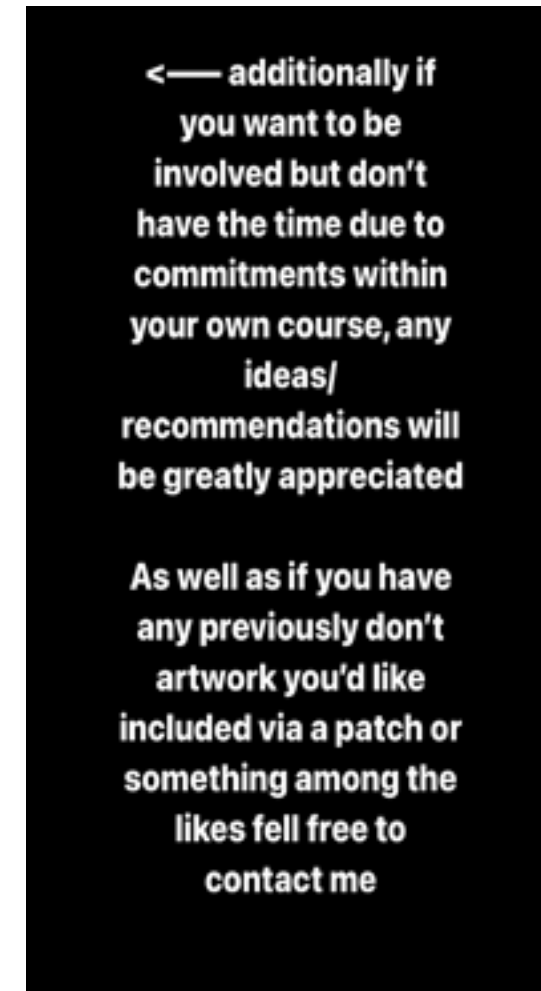 <—— additionally if
you want to be
involved but don’t
have the time due to
commitments within
your own course, any
ideas/
recommendations will
be greatly appreciated
As well as if you have
any previously don’t
artwork you’d like
included via a patch or
something among the
likes fell free to
contact me